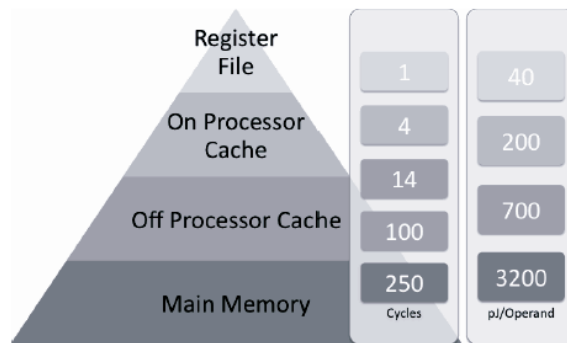 Register
File
On Processor
Cache
Off Processor Cache
Main Memory
1
4
14
100
250
Cycles
40
200
700
3200
pJ/Operand